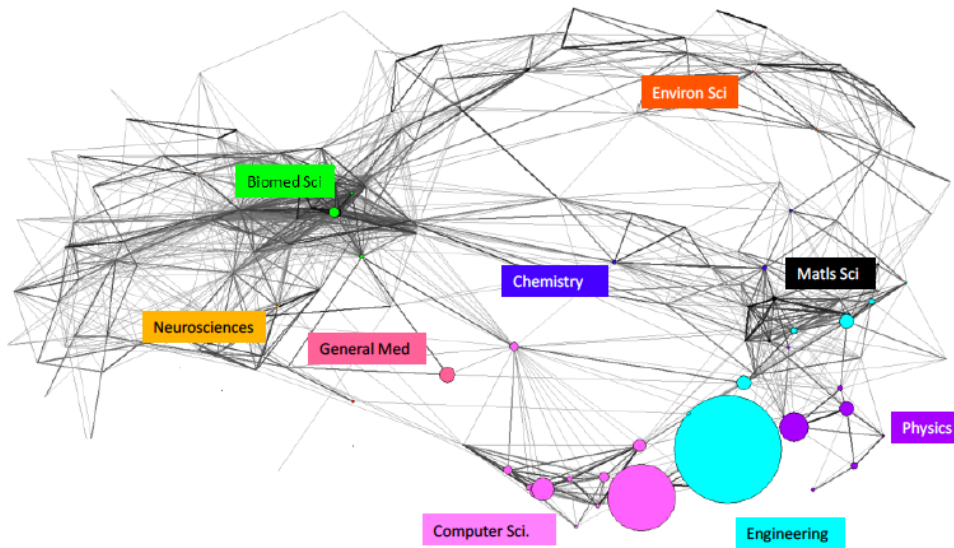 Environ Sci
Biomed Sci
Chemistry
Matls Sci
Neurosciences
General Med
Physics
Computer Sci.
Engineering